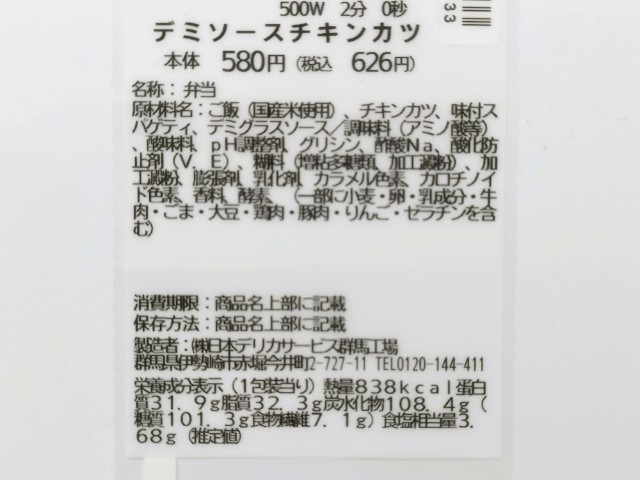 500W 2分 0秒
33
デミソースチキンカツ
本体 580円(税込 626円)
名称：弁当
原材料名：ご飯（国産米使用）、チキンカツ、味付ス
パゲティ、デミグラスソース／調味料（アミノ酸等）
、酸味料、pH調整剤、グリシン、酢酸Na、酸化防
止剤（V．E）、糊料（増粘多糖類、加工澱粉）、加
工澱粉、膨張剤、乳化剤、カラメル色素、カロチノイ
ド色素、香料、酵素、（一部に小麦・卵・乳成分・牛
肉・ごま・大豆・鶏肉・豚肉・りんご・ゼラチンを含
む）
消費期限：商品名上部に記載
保存方法：商品名上部に記載
製造者：㈱日本デリカサービス群馬工場
群馬県伊勢崎市赤堀今井町2-727-11 TEL0120-144-411
栄養成分表示（1包装当り）熱量838kcal蛋白
質31．9g脂質32．3g炭水化物108．4g（
糖質101．3g食物繊維7．1g）食塩相当量3．
68g（推定値）